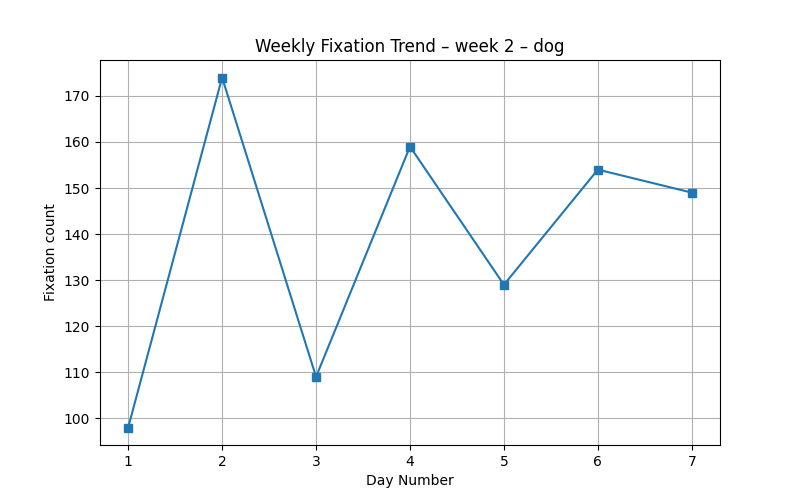 Weekly Fixation Trend – week 2 – dog
Fixation count
170
160
150
140
130
120
110
100
1 2 3 4 5 6 7
Day Number